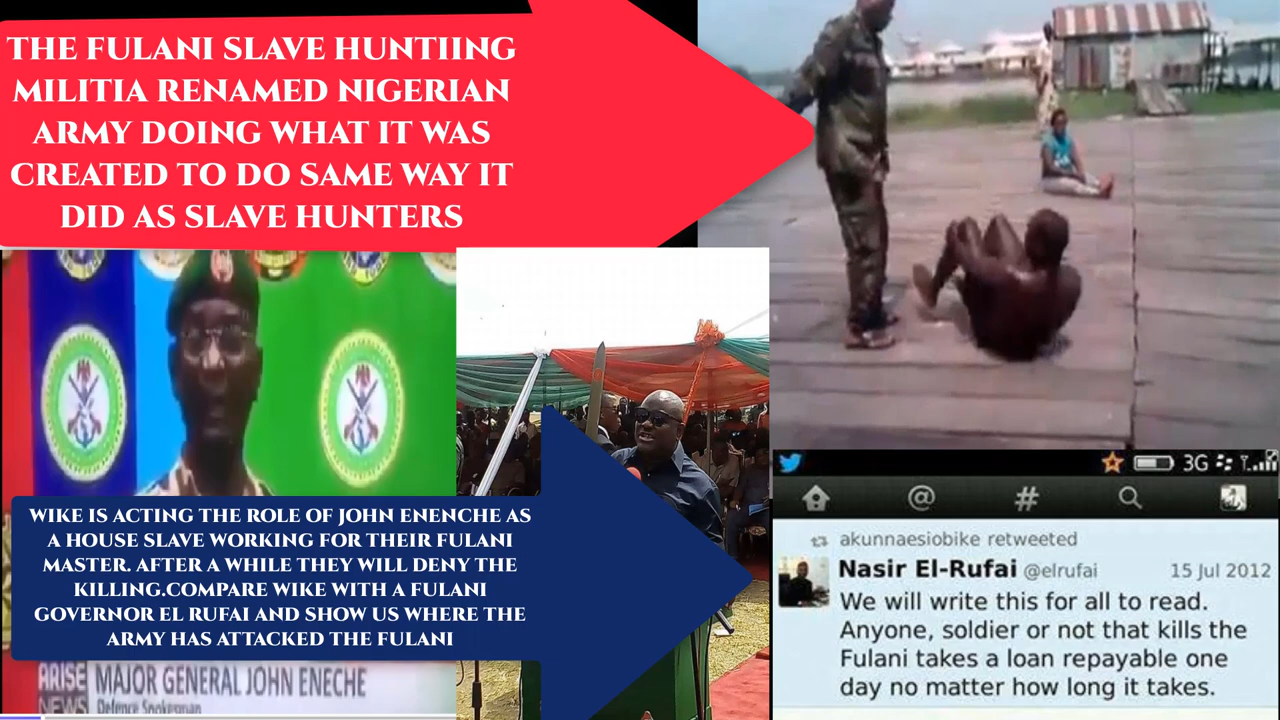 THE FULANI SLAVE HUNTIING
MILITIA RENAMED NIGERIAN
ARMY DOING WHAT IT WAS
CREATED TO DO SAME WAY IT
DID AS SLAVE HUNTERS
WIKE IS ACTING THE ROLE OF JOHN ENENCHE AS
A HOUSE SLAVE WORKING FOR THEIR FULANI
MASTER. AFTER A WHILE THEY WILL DENY THE
KILLING.COMPARE WIKE WITH A FULANI
GOVERNOR EL RUFAI AND SHOW US WHERE THE
ARMY HAS ATTACKED THE FULANI
ARISE
NEWS
MAJOR GENERAL JOHN ENECHE
Defence Spokesman
3G
@ #
akunnaesiobike retweeted
Nasir El-Rufai @elrufai 15 Jul 2012
We will write this for all to read.
Anyone, soldier or not that kills the
Fulani takes a loan repayable one
day no matter how long it takes.